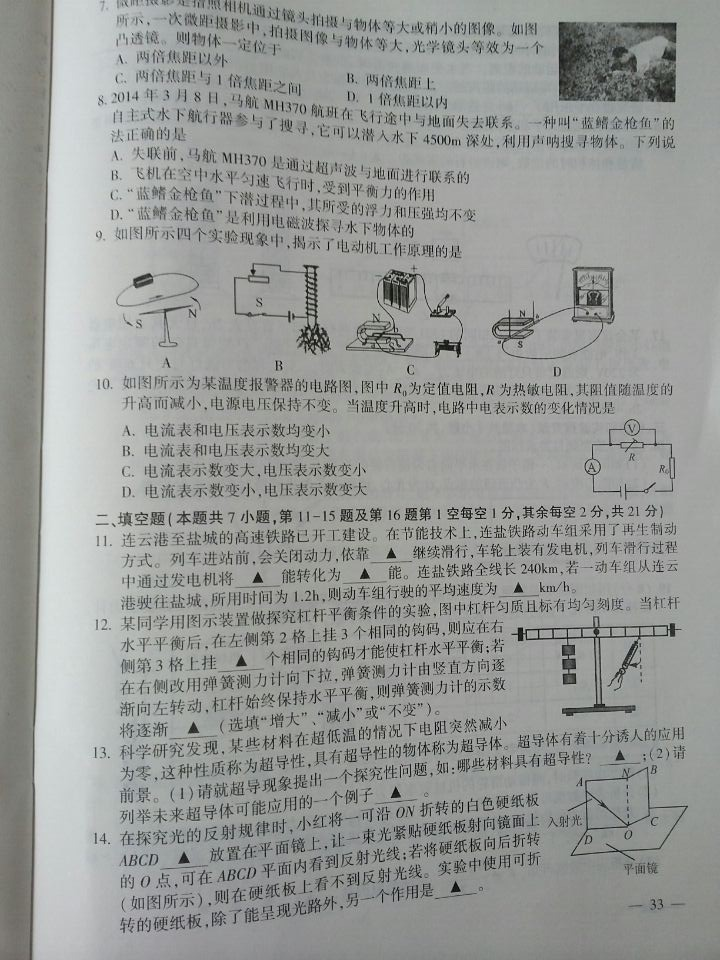 7. 微距摄影是指照相机通过镜头拍摄与物体等大或稍小的图像。如图
所示,一次微距摄影中,拍摄图像与物体等大,光学镜头等效为一个
凸透镜。则物体一定位于
A. 两倍焦距以外
B. 两倍焦距上
C. 两倍焦距与1倍焦距之间
D. 1倍焦距以内
8. 2014年3月8日,马航MH370航班在飞行途中与地面失去联系。一种叫“蓝鳍金枪鱼”的
自主式水下航行器参与了搜寻,它可以潜入水下4500m深处,利用声呐搜寻物体。下列说
法正确的是
A. 失联前,马航MH370是通过超声波与地面进行联系的
B. 飞机在空中水平匀速飞行时,受到平衡力的作用
C. “蓝鳍金枪鱼”下潜过程中,其所受的浮力和压强均不变
D. “蓝鳍金枪鱼”是利用电磁波探寻水下物体的
9. 如图所示四个实验现象中,揭示了电动机工作原理的是
S N
S
+ N a b S
N b a S
A B C D
10. 如图所示为某温度报警器的电路图,图中R₀为定值电阻,R为热敏电阻,其阻值随温度的
升高而减小,电源电压保持不变。当温度升高时,电路中电表示数的变化情况是
A. 电流表和电压表示数均变小
B. 电流表和电压表示数均变大
C. 电流表示数变大,电压表示数变小
D. 电流表示数变小,电压表示数变大
V
R
A R₀
二、填空题(本题共7小题,第11-15题及第16题第1空每空1分,其余每空2分,共21分)
11. 连云港至盐城的高速铁路已开工建设。在节能技术上,连盐铁路动车组采用了再生制动
方式。列车进站前,会关闭动力,依靠 ▲ 继续滑行,车轮上装有发电机,列车滑行过程
中通过发电机将 ▲ 能转化为 ▲ 能。连盐铁路全线长240km,若一动车组从连云
港驶往盐城,所用时间为1.2h,则动车组行驶的平均速度为 ▲ km/h。
12. 某同学用图示装置做探究杠杆平衡条件的实验,图中杠杆匀质且标有均匀刻度。当杠杆
水平平衡后,在左侧第2格上挂3个相同的钩码,则应在右
侧第3格上挂 ▲ 个相同的钩码才能使杠杆水平平衡;若
在右侧改用弹簧测力计向下拉,弹簧测力计由竖直方向逐
渐向左转动,杠杆始终保持水平平衡,则弹簧测力计的示数
将逐渐 ▲ (选填“增大”、“减小”或“不变”)。
13. 科学研究发现,某些材料在超低温的情况下电阻突然减小
为零,这种性质称为超导性,具有超导性的物体称为超导体。超导体有着十分诱人的应用
前景。(1)请就超导现象提出一个探究性问题,如:哪些材料具有超导性? ▲ ;(2)请
列举未来超导体可能应用的一个例子 ▲ 。
14. 在探究光的反射规律时,小红将一可沿ON折转的白色硬纸板
ABCD ▲ 放置在平面镜上,让一束光紧贴硬纸板射向镜面上
的O点,可在ABCD平面内看到反射光线;若将硬纸板向后折转
(如图所示),则在硬纸板上看不到反射光线。实验中使用可折
转的硬纸板,除了能呈现光路外,另一个作用是 ▲ 。
N B
A
入射光
D O C
平面镜
— 33 —